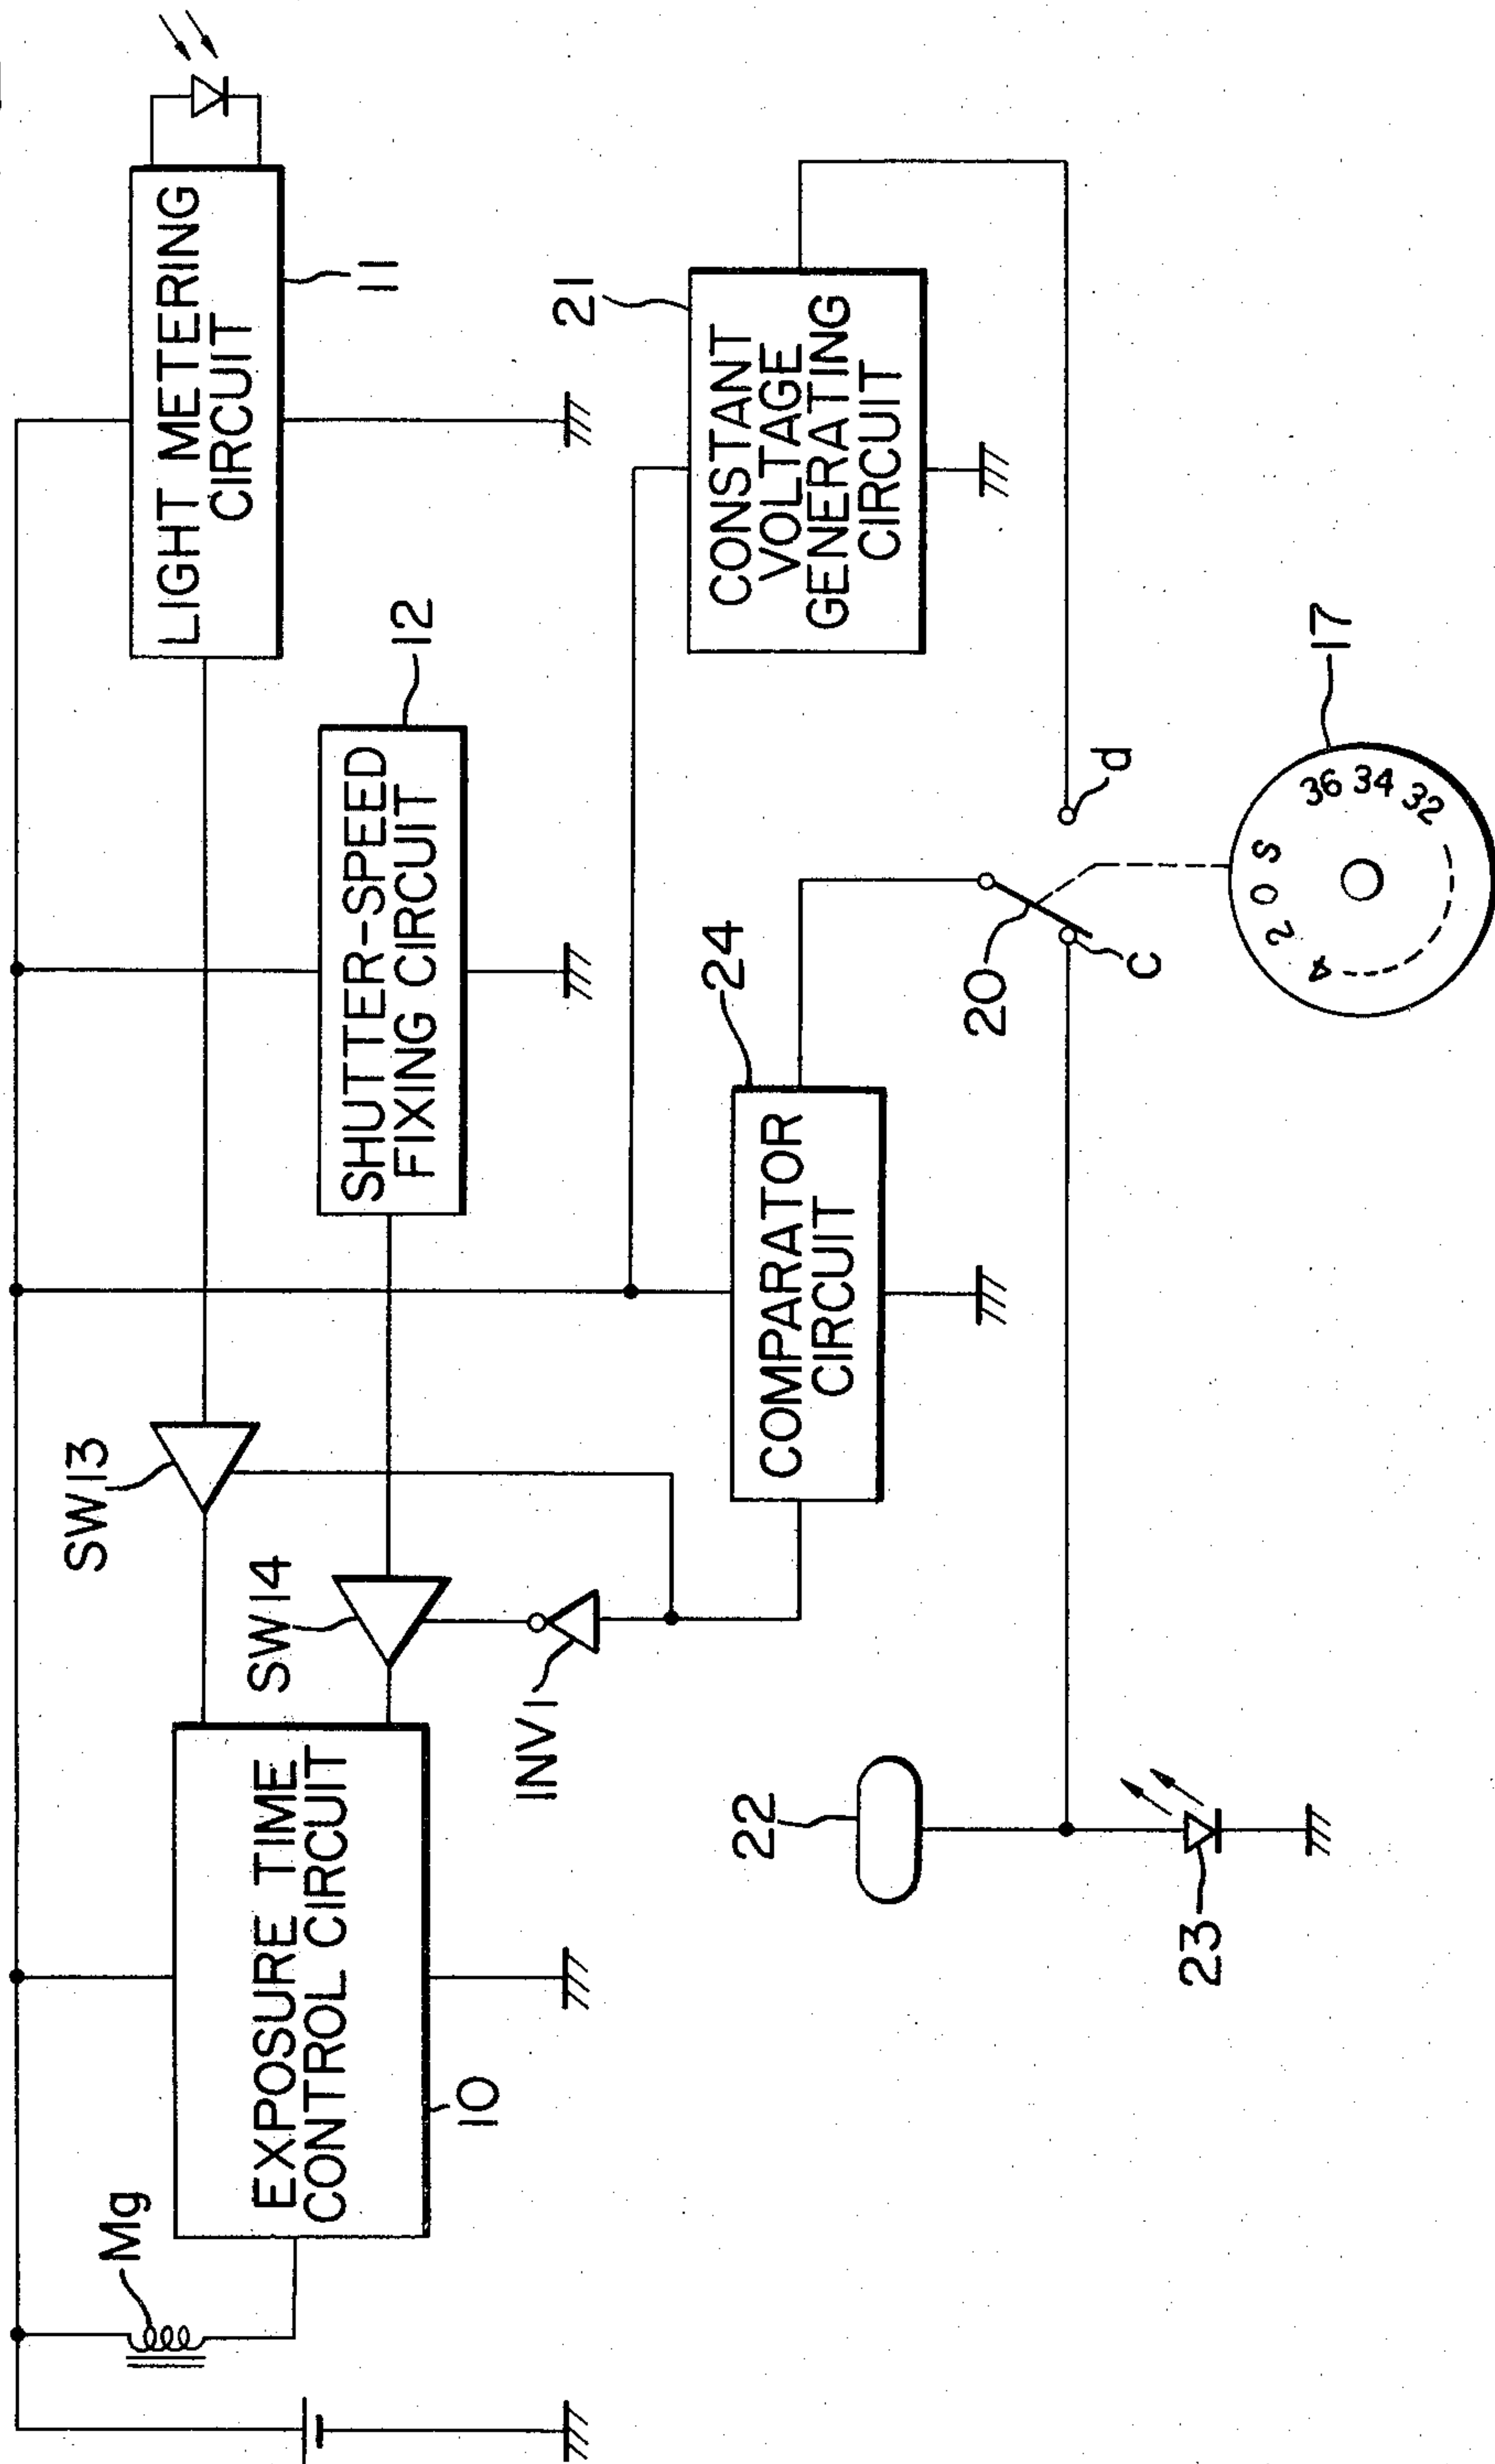 Mg
EXPOSURE TIME
CONTROL CIRCUIT
10
SW13
SW14
INV1
LIGHT METERING
CIRCUIT
11
SHUTTER-SPEED
FIXING CIRCUIT
12
22
23
COMPARATOR
CIRCUIT
24
20
c
d
CONSTANT
VOLTAGE
GENERATING
CIRCUIT
21
17
4 2 0 S 36 34 32